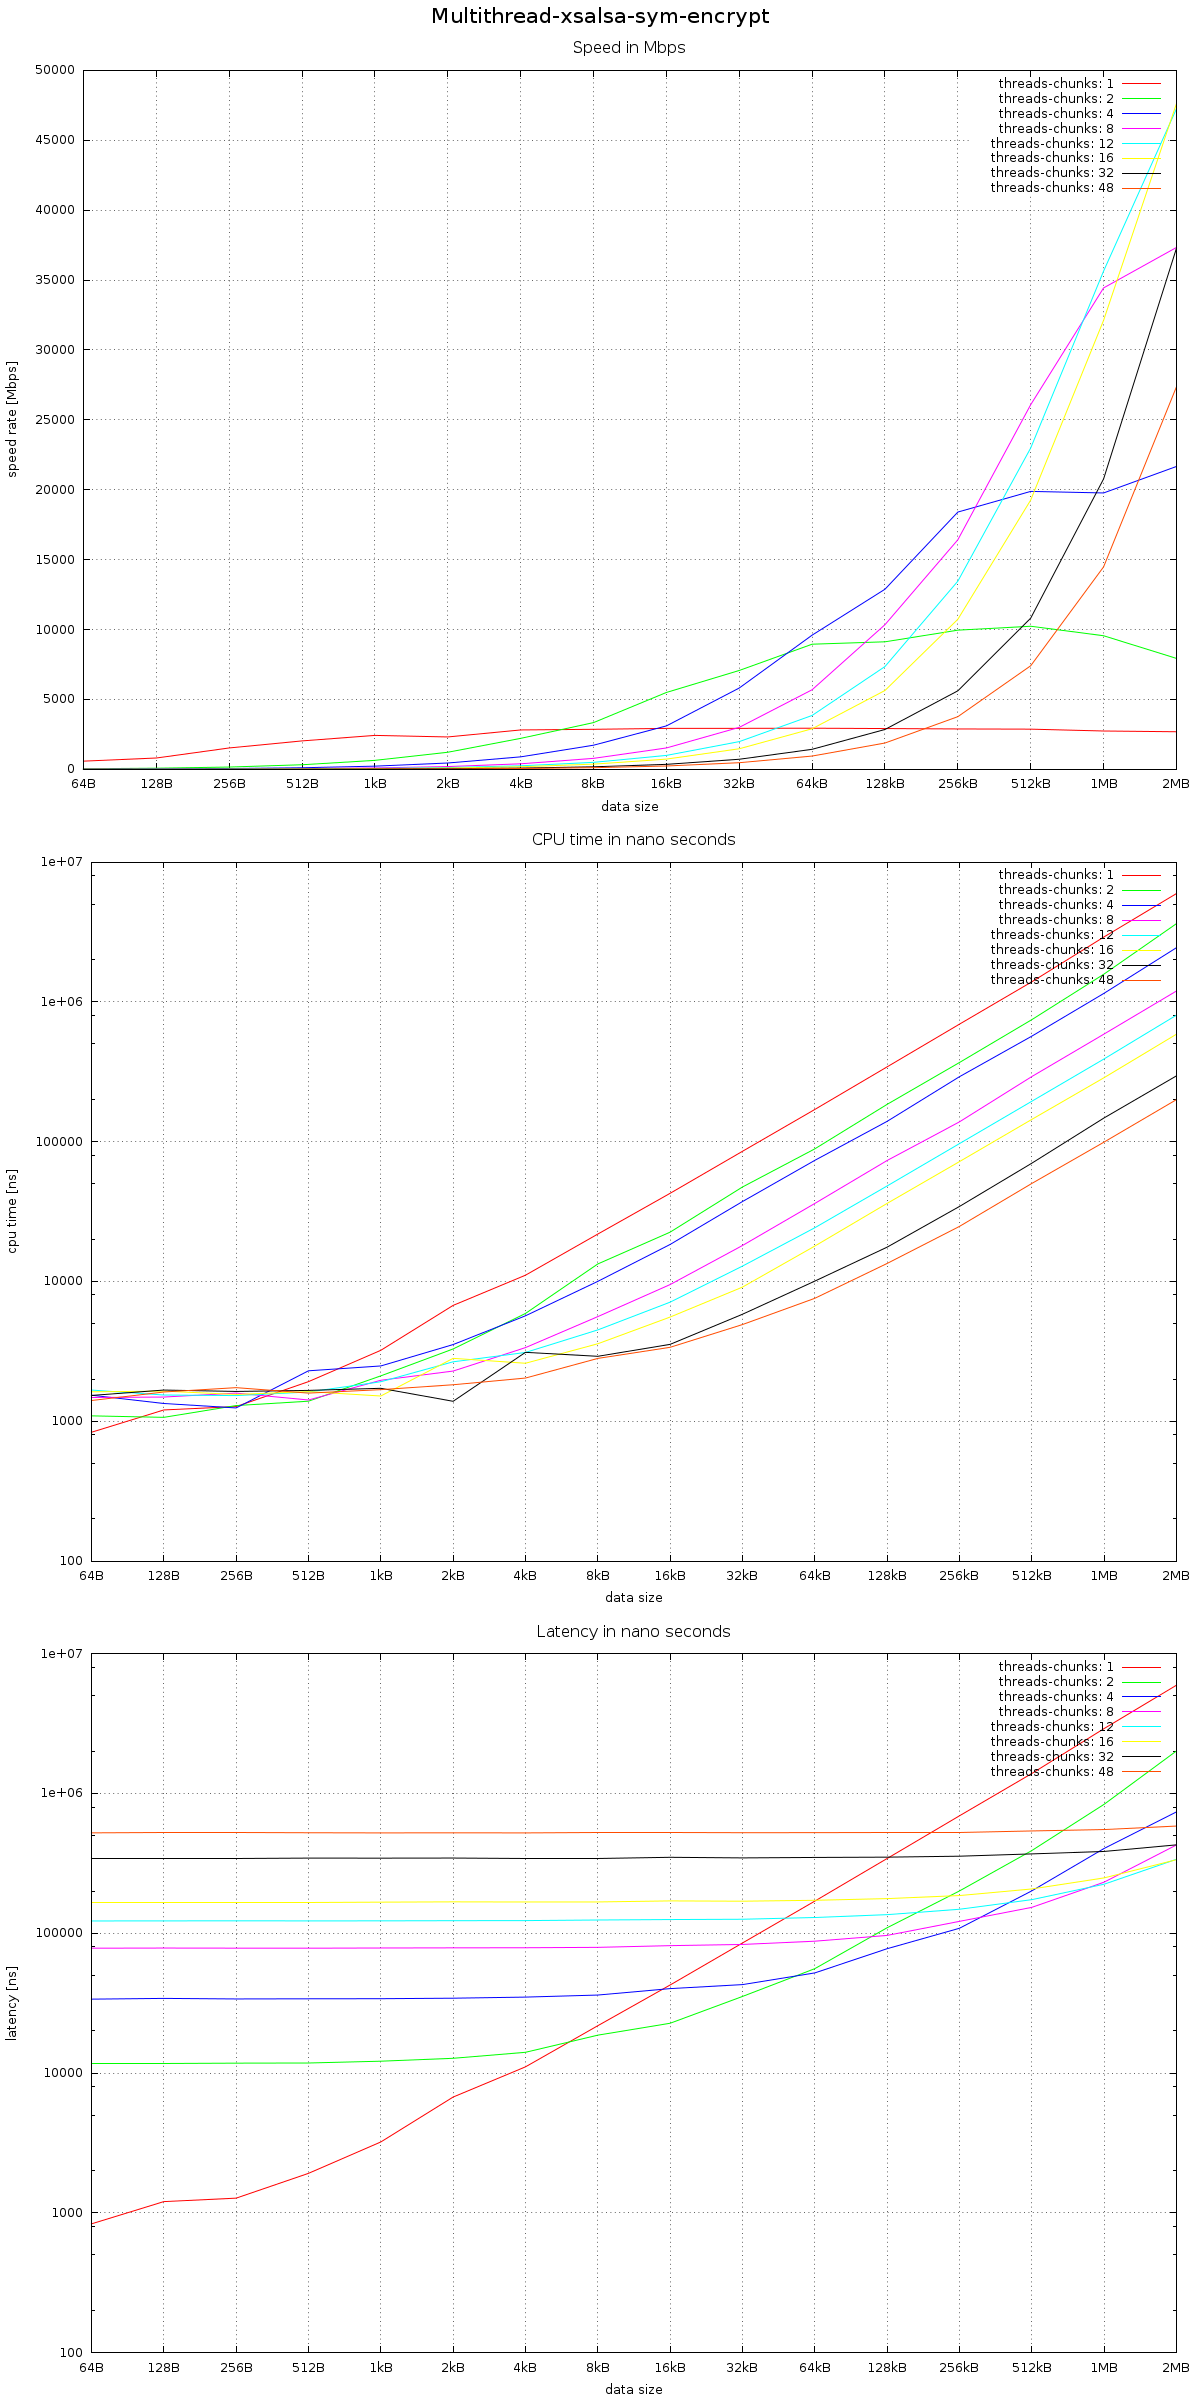 Multithread-xsalsa-sym-encrypt
Speed in Mbps
50000
45000
40000
35000
30000
25000
20000
15000
10000
5000
0
speed rate [Mbps]
threads-chunks: 1
threads-chunks: 2
threads-chunks: 4
threads-chunks: 8
threads-chunks: 12
threads-chunks: 16
threads-chunks: 32
threads-chunks: 48
64B 128B 256B 512B 1kB 2kB 4kB 8kB 16kB 32kB 64kB 128kB 256kB 512kB 1MB 2MB
data size
CPU time in nano seconds
1e+07
1e+06
100000
10000
1000
100
cpu time [ns]
threads-chunks: 1
threads-chunks: 2
threads-chunks: 4
threads-chunks: 8
threads-chunks: 12
threads-chunks: 16
threads-chunks: 32
threads-chunks: 48
64B 128B 256B 512B 1kB 2kB 4kB 8kB 16kB 32kB 64kB 128kB 256kB 512kB 1MB 2MB
data size
Latency in nano seconds
1e+07
1e+06
100000
10000
1000
100
latency [ns]
threads-chunks: 1
threads-chunks: 2
threads-chunks: 4
threads-chunks: 8
threads-chunks: 12
threads-chunks: 16
threads-chunks: 32
threads-chunks: 48
64B 128B 256B 512B 1kB 2kB 4kB 8kB 16kB 32kB 64kB 128kB 256kB 512kB 1MB 2MB
data size